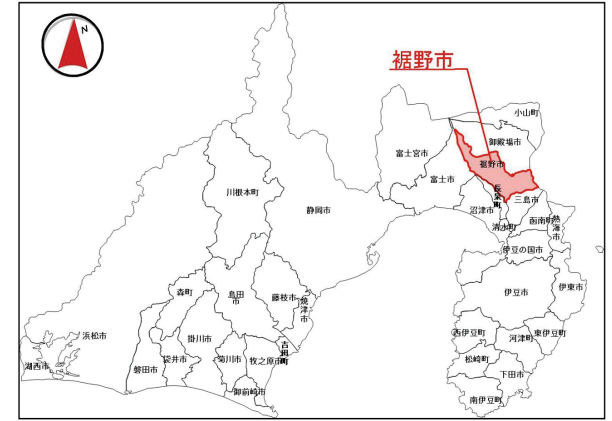 N
裾野市
小山町
御殿場市
富士宮市
裾野市
富士市
長泉町
三島市
沼津市
清水町
函南町
熱海市
伊豆の国市
川根本町
静岡市
伊豆市
伊東市
森町
島田市
藤枝市
焼津市
浜松市
掛川市
西伊豆町
河津町
東伊豆町
湖西市
磐田市
袋井市
菊川市
牧之原市
吉田町
松崎町
下田市
御前崎市
南伊豆町